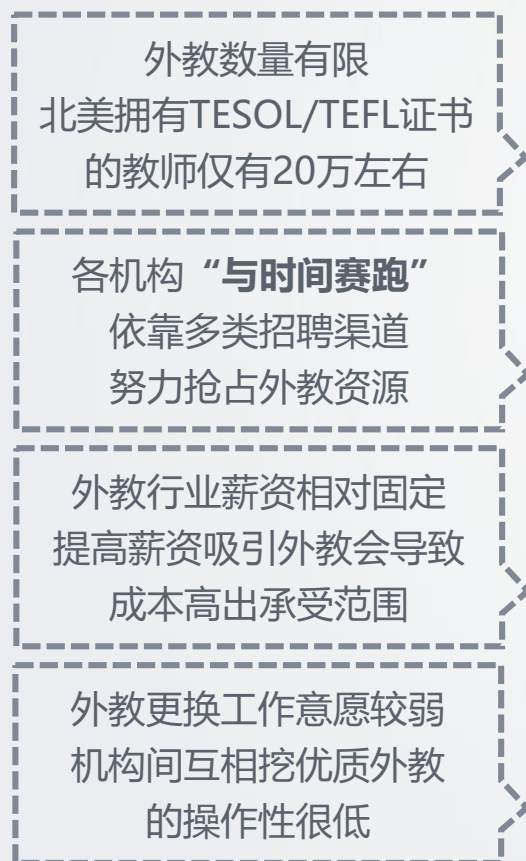 外教数量有限
北美拥有TESOL/TEFL证书
的教师仅有20万左右
各机构“与时间赛跑”
依靠多类招聘渠道
努力抢占外教资源
外教行业薪资相对固定
提高薪资吸引外教会导致
成本高出承受范围
外教更换工作意愿较弱
机构间互相挖优质外教
的操作性很低